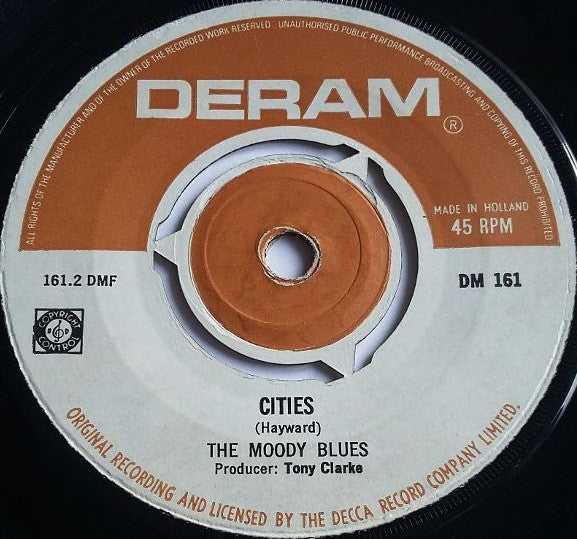 ALL RIGHTS OF THE MANUFACTURER AND OF THE OWNER OF THE RECORDED WORK RESERVED UNAUTHORISED PUBLIC PERFORMANCE BROADCASTING AND COPYING OF THIS RECORD PROHIBITED
DERAM®
MADE IN HOLLAND
45 RPM
161.2 DMF
DM 161
COPYRIGHT
CONTROL
CITIES
(Hayward)
THE MOODY BLUES
Producer: Tony Clarke
ORIGINAL RECORDING AND LICENSED BY THE DECCA RECORD COMPANY LIMITED.